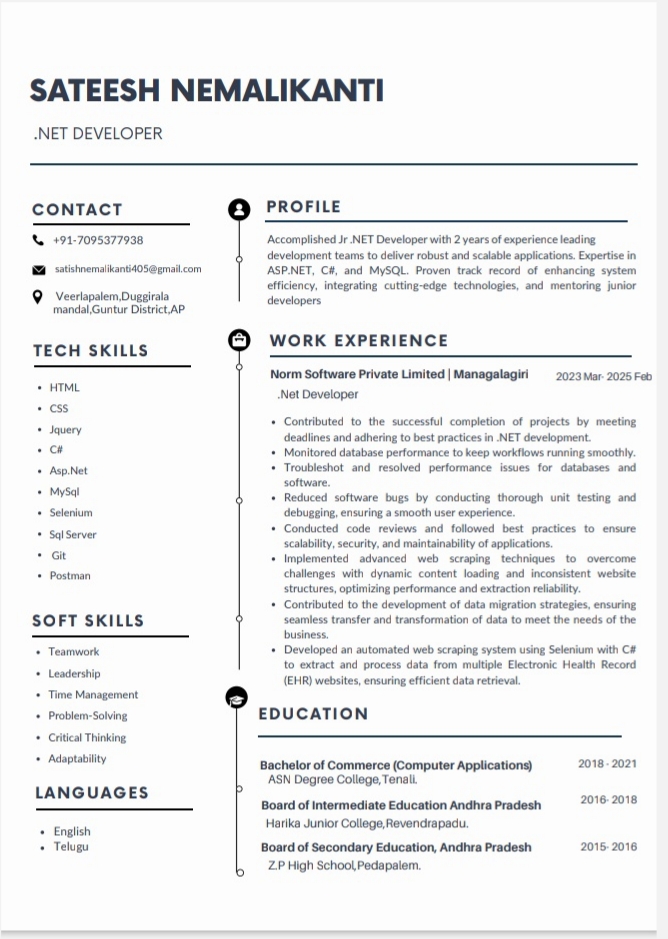 SATEESH NEMALIKANTI
.NET DEVELOPER
CONTACT
+91-7095377938
satishnemalikanti405@gmail.com
Veerlapalem,Duggirala
mandal,Guntur District,AP
TECH SKILLS
• HTML
• CSS
• Jquery
• C#
• Asp.Net
• MySql
• Selenium
• Sql Server
• Git
• Postman
SOFT SKILLS
• Teamwork
• Leadership
• Time Management
• Problem-Solving
• Critical Thinking
• Adaptability
LANGUAGES
• English
• Telugu
PROFILE
Accomplished Jr .NET Developer with 2 years of experience leading
development teams to deliver robust and scalable applications. Expertise in
ASP.NET, C#, and MySQL. Proven track record of enhancing system
efficiency, integrating cutting-edge technologies, and mentoring junior
developers
WORK EXPERIENCE
Norm Software Private Limited | Managalagiri 2023 Mar- 2025 Feb
.Net Developer
• Contributed to the successful completion of projects by meeting
deadlines and adhering to best practices in .NET development.
• Monitored database performance to keep workflows running smoothly.
• Troubleshot and resolved performance issues for databases and
software.
• Reduced software bugs by conducting thorough unit testing and
debugging, ensuring a smooth user experience.
• Conducted code reviews and followed best practices to ensure
scalability, security, and maintainability of applications.
• Implemented advanced web scraping techniques to overcome
challenges with dynamic content loading and inconsistent website
structures, optimizing performance and extraction reliability.
• Contributed to the development of data migration strategies, ensuring
seamless transfer and transformation of data to meet the needs of the
business.
• Developed an automated web scraping system using Selenium with C#
to extract and process data from multiple Electronic Health Record
(EHR) websites, ensuring efficient data retrieval.
EDUCATION
Bachelor of Commerce (Computer Applications) 2018 - 2021
ASN Degree College,Tenali.
Board of Intermediate Education Andhra Pradesh 2016- 2018
Harika Junior College,Revendrapadu.
Board of Secondary Education, Andhra Pradesh 2015- 2016
Z.P High School,Pedapalem.